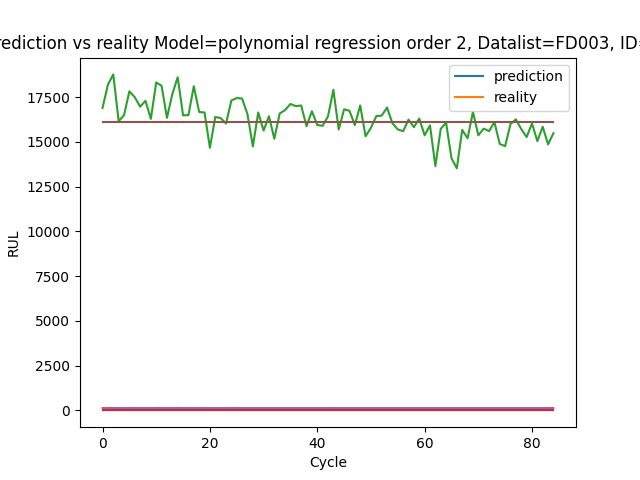 rediction vs reality Model=polynomial regression order 2, Datalist=FD003, ID=
prediction
reality
17500
15000
12500
10000
7500
5000
2500
0
RUL
0 20 40 60 80
Cycle